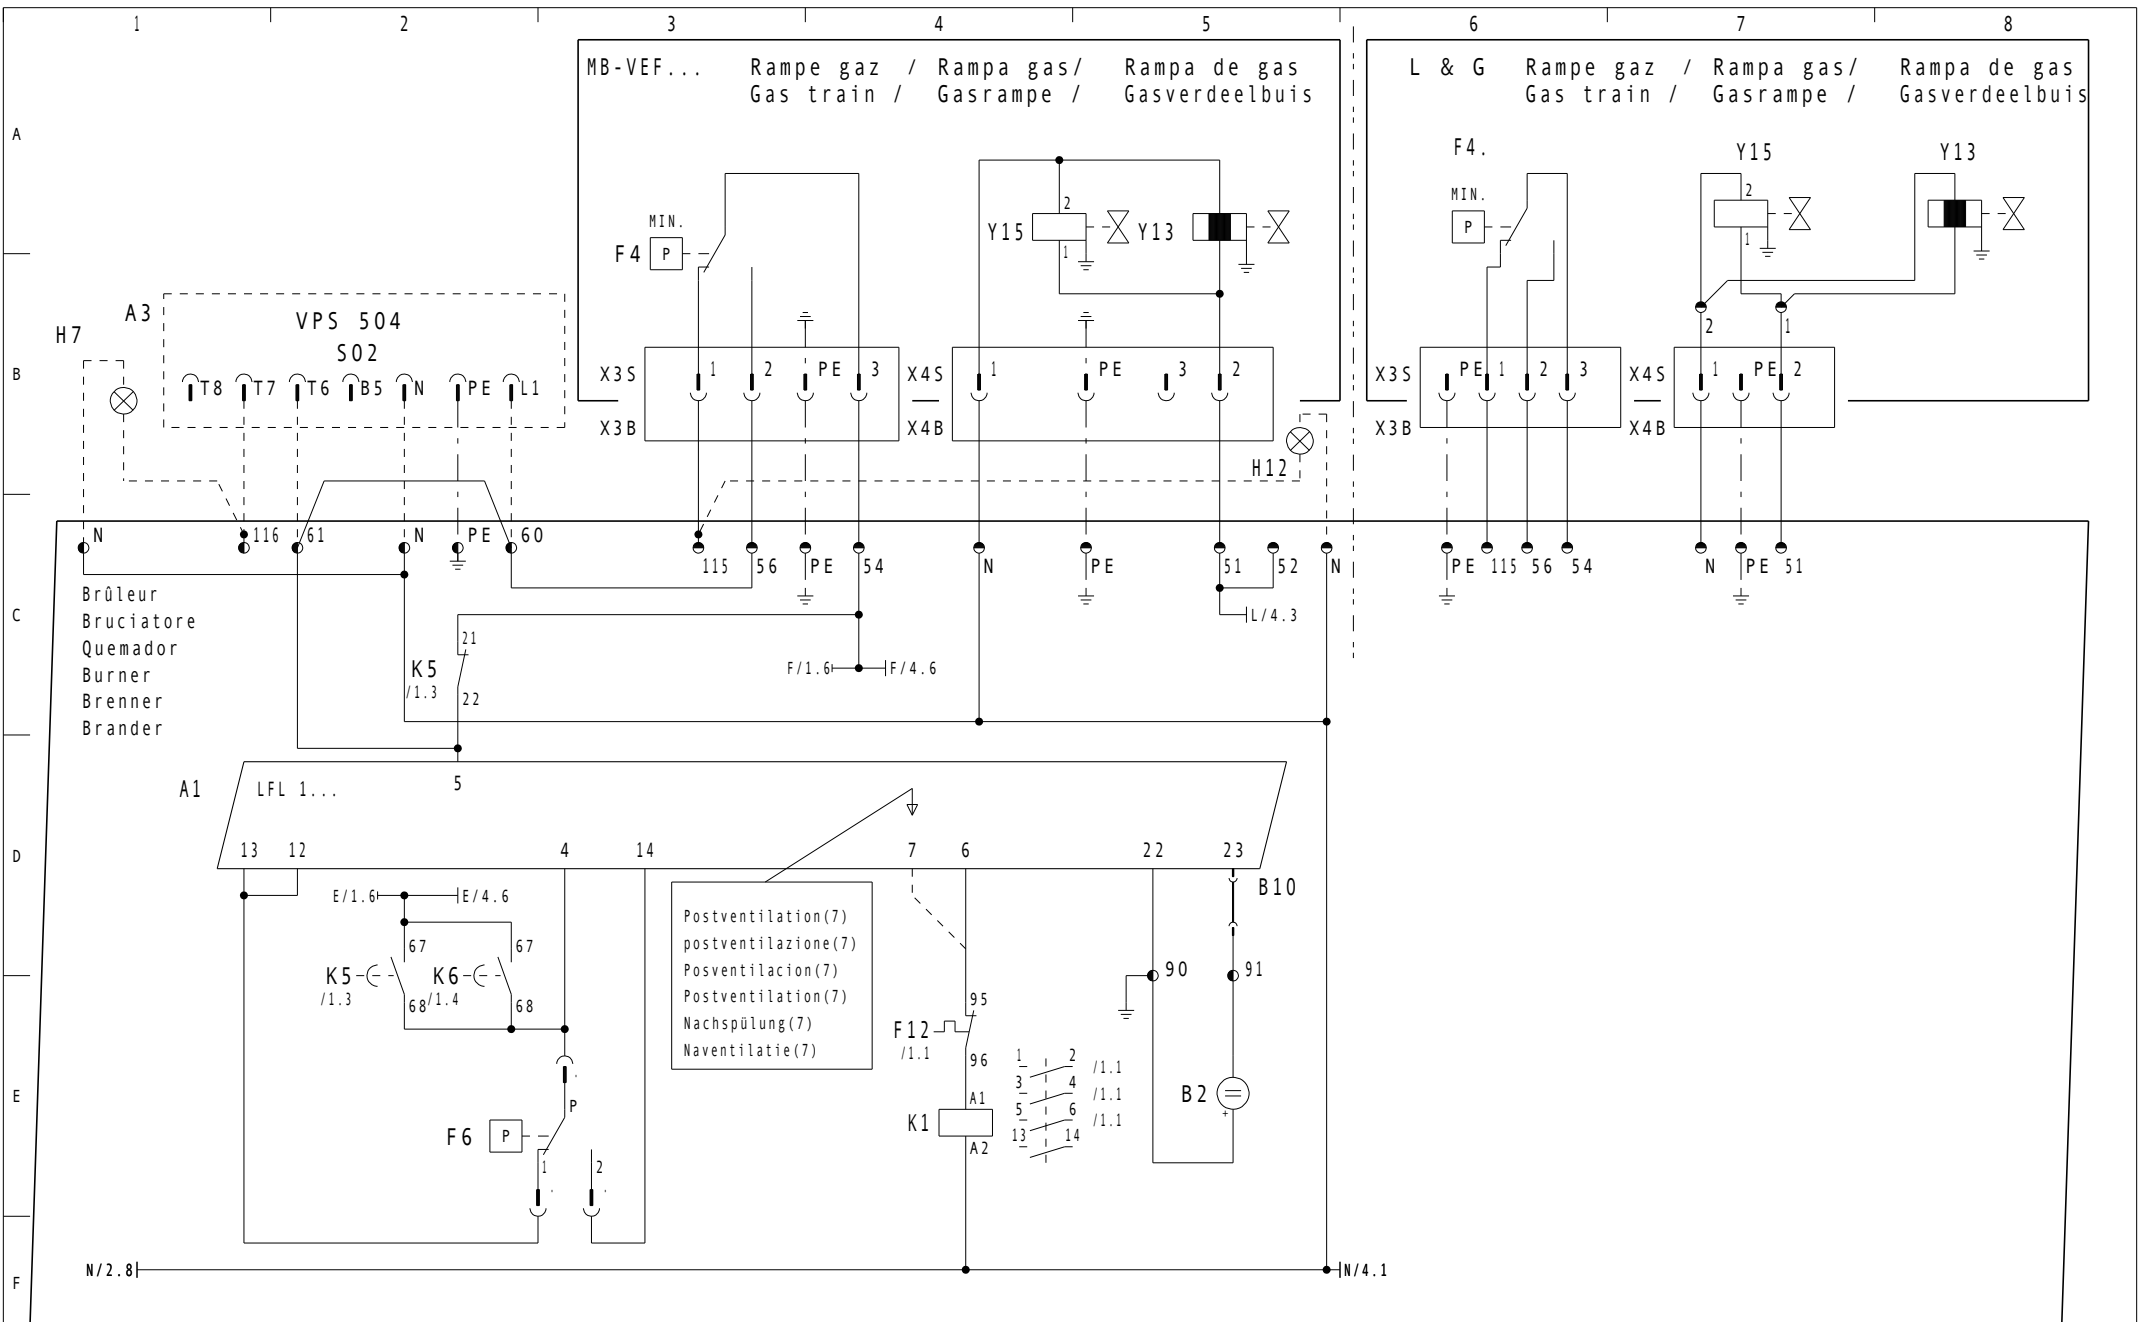 1 2 3 4 5 6 7 8
MB-VEF... Rampe gaz / Rampa gas/ Rampa de gas
Gas train / Gasrampe / Gasverdeelbuis
L & G Rampe gaz / Rampa gas/ Rampa de gas
Gas train / Gasrampe / Gasverdeelbuis
A
F4. Y15 Y13
MIN. 2 MIN. 2
F4 P Y15 1 Y13 P 1
A3 VPS 504
H7 S02
2 1
B
T8 T7 T6 B5 N PE L1
X3S 1 2 PE 3 X4S 1 PE 3 2
X3S PE 1 2 3 X4S 1 PE 2
X3B X4B X3B X4B
H12
N 116 61 N PE 60
115 56 PE 54 N PE 51 52 N PE 115 56 54 N PE 51
C
Brûleur
Bruciatore
Quemador
Burner
Brenner
Brander
L/4.3
21
K5
/1.3
22
F/1.6 F/4.6
A1 LFL 1... 5
D
13 12 4 14 7 6 22 23
B10
E/1.6 E/4.6
67 67
K5 K6
/1.3 /1.4
68 68
Postventilation(7)
postventilazione(7)
Posventilacion(7)
Postventilation(7)
Nachspülung(7)
Naventilatie(7)
90 91
95
F12
/1.1
96
E
1 2 /1.1
3 4 /1.1
5 6 /1.1
13 14
A1
K1
A2
B2
+
P
F6 P
1 2
F
N/2.8 N/4.1